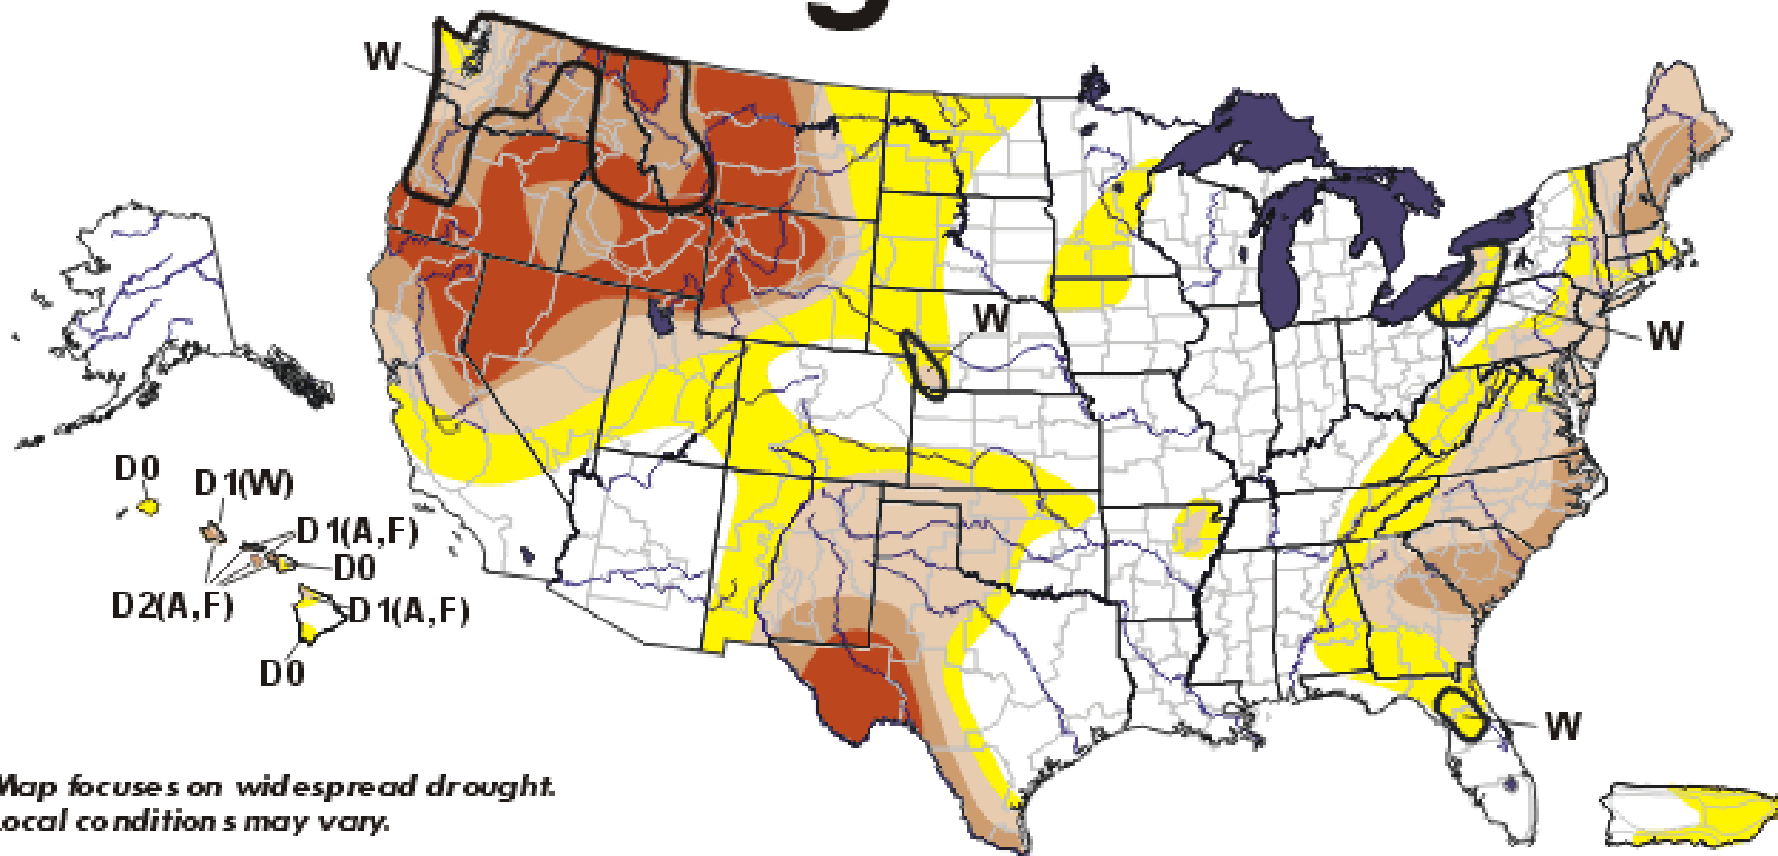 W
W
W
W
D0
D1(W)
D1(A,F)
D0
D2(A,F)
D1(A,F)
D0
Map focuses on widespread drought.
Local conditions may vary.